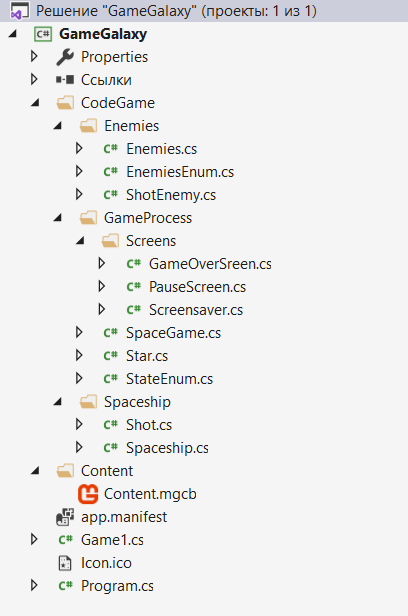 Решение "GameGalaxy" (проекты: 1 из 1)
GameGalaxy
Properties
Ссылки
CodeGame
Enemies
Enemies.cs
EnemiesEnum.cs
ShotEnemy.cs
GameProcess
Screens
GameOverSreen.cs
PauseScreen.cs
Screensaver.cs
SpaceGame.cs
Star.cs
StateEnum.cs
Spaceship
Shot.cs
Spaceship.cs
Content
Content.mgcb
app.manifest
Game1.cs
Icon.ico
Program.cs